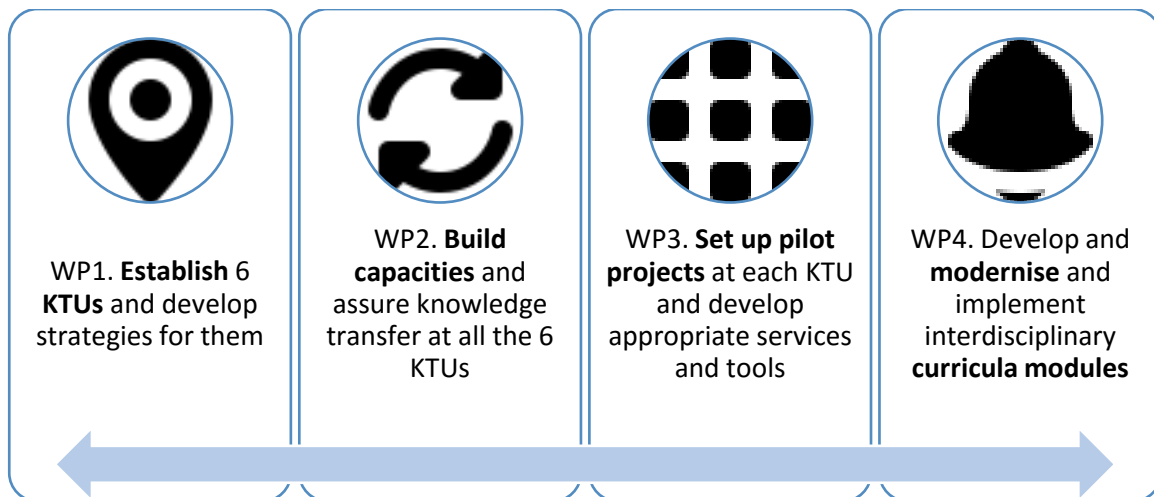 WP1. Establish 6
KTUs and develop
strategies for them
WP2. Build
capacities and
assure knowledge
transfer at all the 6
KTUs
WP3. Set up pilot
projects at each KTU
and develop
appropriate services
and tools
WP4. Develop and
modernise and
implement
interdisciplinary
curricula modules